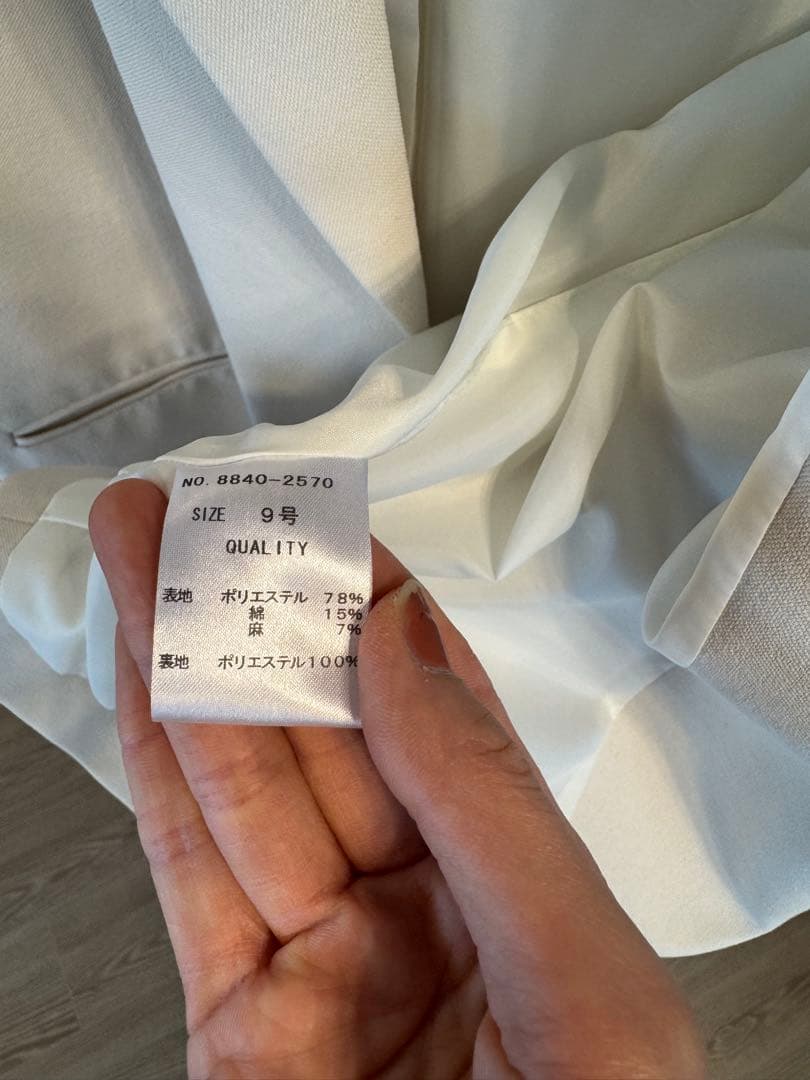 NO. 8840-2570
SIZE 9号
QUALITY
表地 ポリエステル 78%
綿 15%
麻 7%
裏地 ポリエステル100%